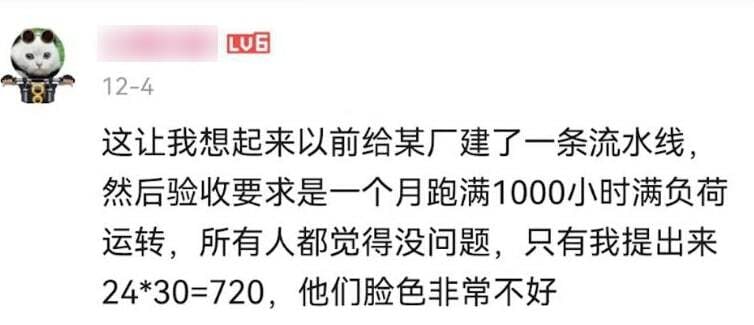 LV6
12-4
这让我想起来以前给某厂建了一条流水线，
然后验收要求是一个月跑满1000小时满负荷
运转，所有人都觉得没问题，只有我提出来
24*30=720，他们脸色非常不好